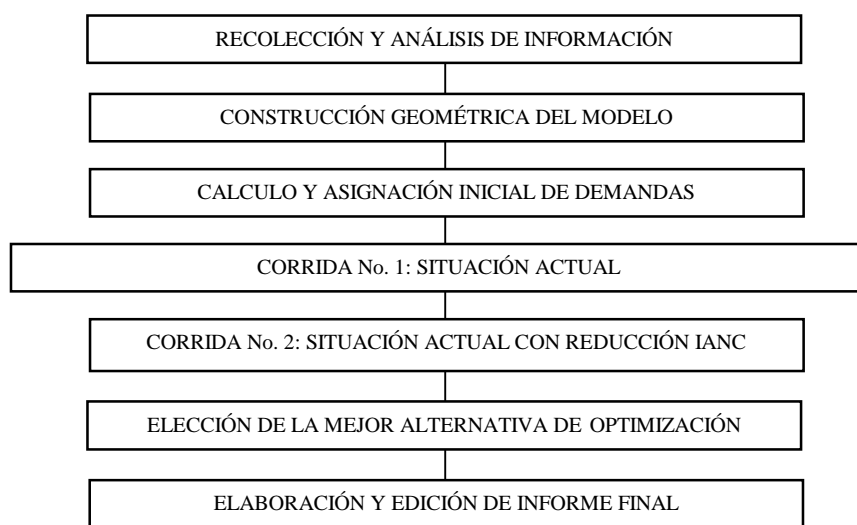 RECOLECCIÓN Y ANÁLISIS DE INFORMACIÓN
CONSTRUCCIÓN GEOMÉTRICA DEL MODELO
CALCULO Y ASIGNACIÓN INICIAL DE DEMANDAS
CORRIDA No. 1: SITUACIÓN ACTUAL
CORRIDA No. 2: SITUACIÓN ACTUAL CON REDUCCIÓN IANC
ELECCIÓN DE LA MEJOR ALTERNATIVA DE OPTIMIZACIÓN
ELABORACIÓN Y EDICIÓN DE INFORME FINAL